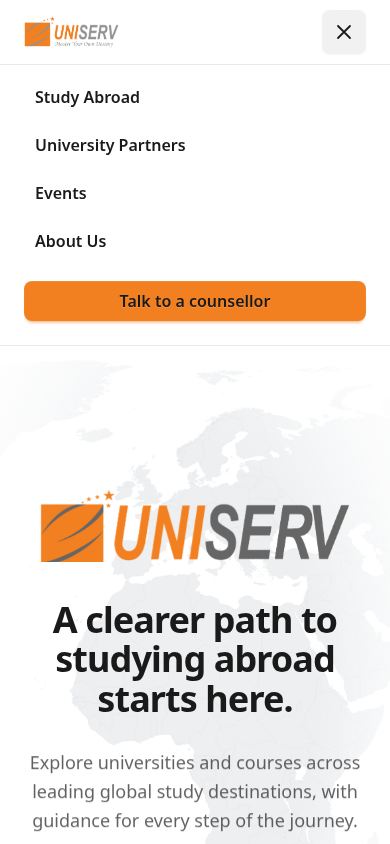 UNISERV
Master Your Own Destiny
Study Abroad
University Partners
Events
About Us
Talk to a counsellor
UNISERV
A clearer path to
studying abroad
starts here.
Explore universities and courses across
leading global study destinations, with
guidance for every step of the journey.